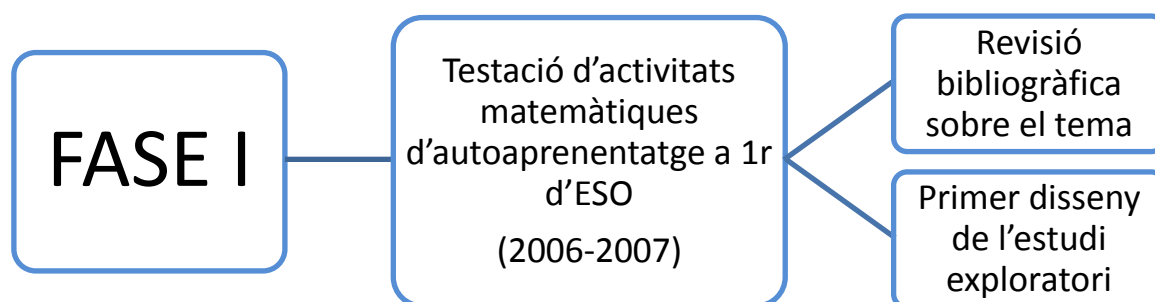 FASE I
Testació d’activitats
matemàtiques
d’autoaprenentatge a 1r
d’ESO
(2006-2007)
Revisió
bibliogràfica
sobre el tema
Primer disseny
de l’estudi
exploratori